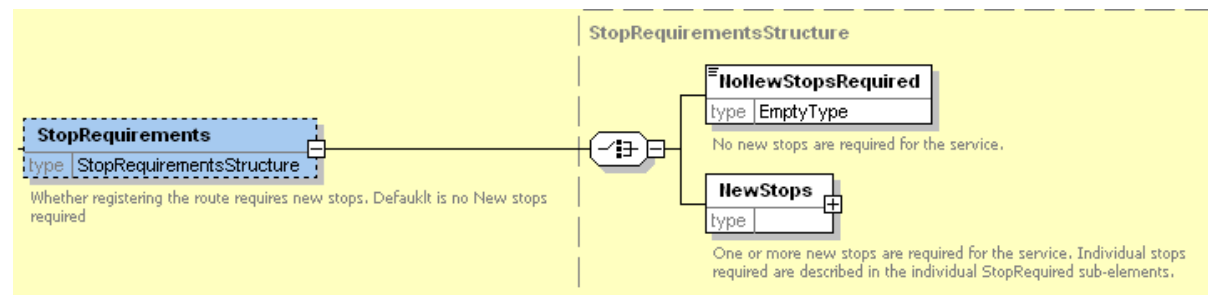 StopRequirementsStructure
NoNewStopsRequired
type EmptyType
No new stops are required for the service.
StopRequirements
type StopRequirementsStructure
Whether registering the route requires new stops. Defauklt is no New stops
required
NewStops
type
One or more new stops are required for the service. Individual stops
required are described in the individual StopRequired sub-elements.